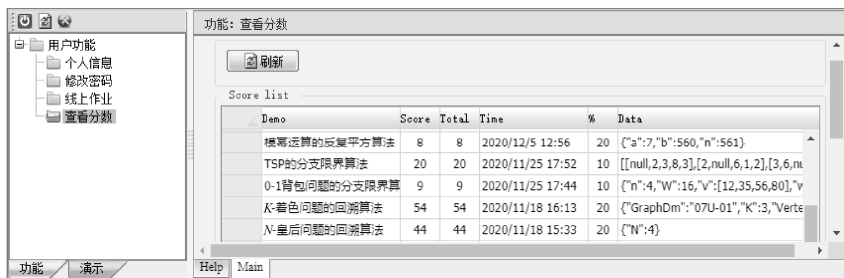 功能: 查看分数
用户功能
个人信息
修改密码
线上作业
查看分数
刷新
Score list
Demo Score Total Time % Data
模幂运算的反复平方算法 8 8 2020/12/5 12:56 20 {"a":7,"b":560,"n":561}
TSP的分支限界算法 20 20 2020/11/25 17:52 10 [[null,2,3,8,3],[2,null,6,1,2],[3,6,nu
0-1背包问题的分支限界算 9 9 2020/11/25 17:44 10 {"n":4,"W":16,"v":[12,35,56,80],"w
K-着色问题的回溯算法 54 54 2020/11/18 16:13 20 {"GraphDm":"07U-01","K":3,"Verte
N-皇后问题的回溯算法 44 44 2020/11/18 15:33 20 {"N":4}
功能 演示
Help Main